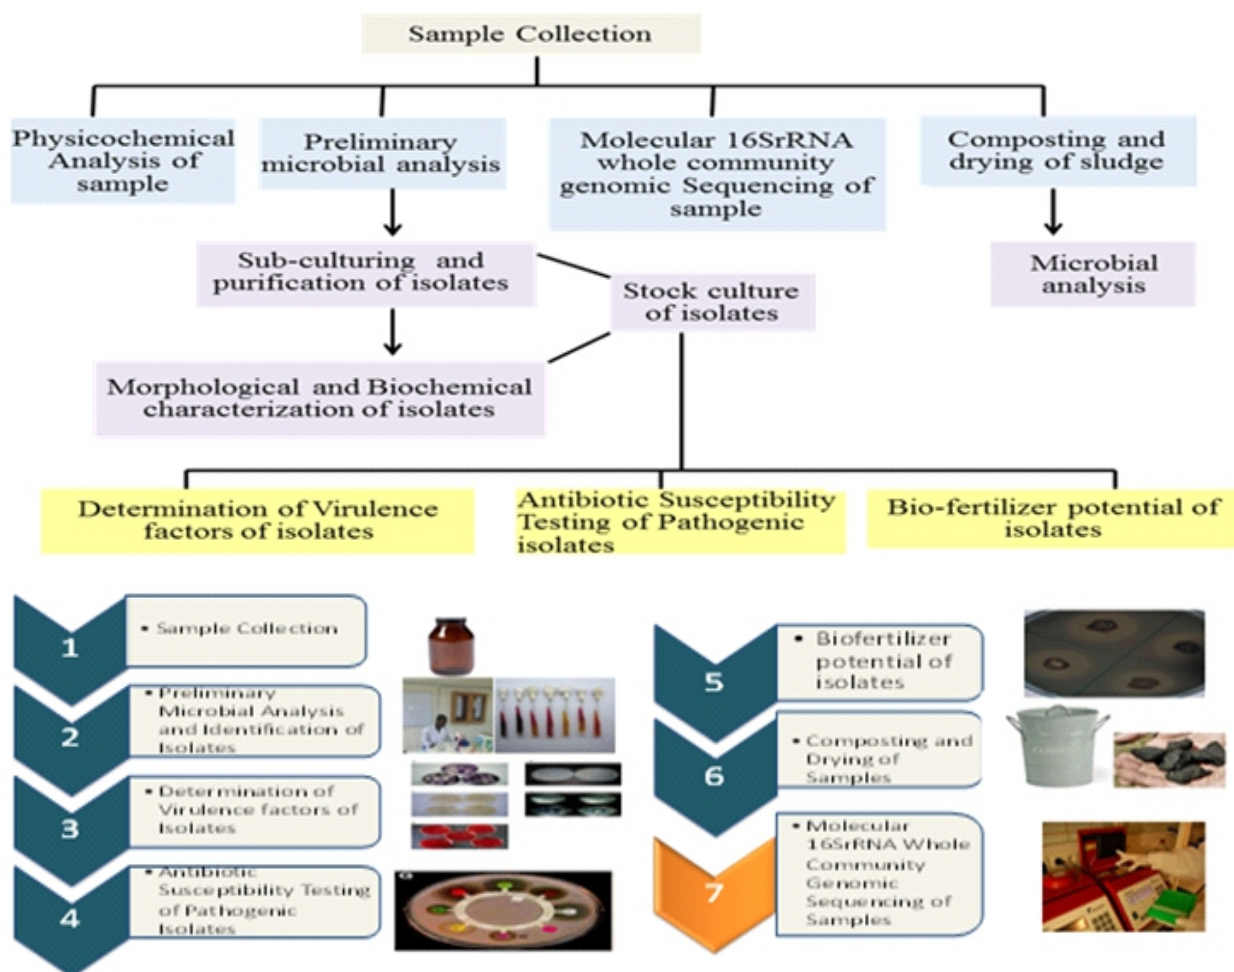 Sample Collection
Physicochemical
Analysis of
sample
Preliminary
microbial analysis
Molecular 16SrRNA
whole community
genomic Sequencing of
sample
Composting and
drying of sludge
Sub-culturing and
purification of isolates
Stock culture
of isolates
Microbial
analysis
Morphological and Biochemical
characterization of isolates
Determination of Virulence
factors of isolates
Antibiotic Susceptibility
Testing of Pathogenic
isolates
Bio-fertilizer potential of
isolates
1
• Sample Collection
2
• Preliminary
Microbial Analysis
and Identification of
Isolates
3
• Determination of
Virulence factors of
Isolates
4
• Antibiotic
Susceptibility Testing
of Pathogenic
Isolates
G
5
• Biofertilizer
potential of
isolates
6
• Composting and
Drying of
Samples
7
• Molecular
16SrRNA Whole
Community
Genomic
Sequencing of
Samples